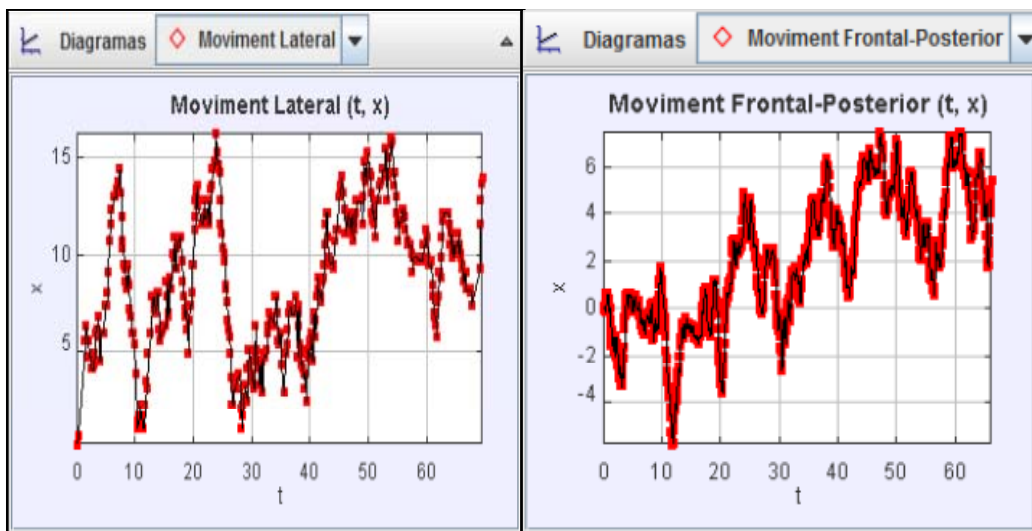 Diagramas Moviment Lateral
Moviment Lateral (t, x)
15
10
5
x
0 10 20 30 40 50 60
t
Diagramas Moviment Frontal-Posterior
Moviment Frontal-Posterior (t, x)
6
4
2
0
-2
-4
x
0 10 20 30 40 50 60
t